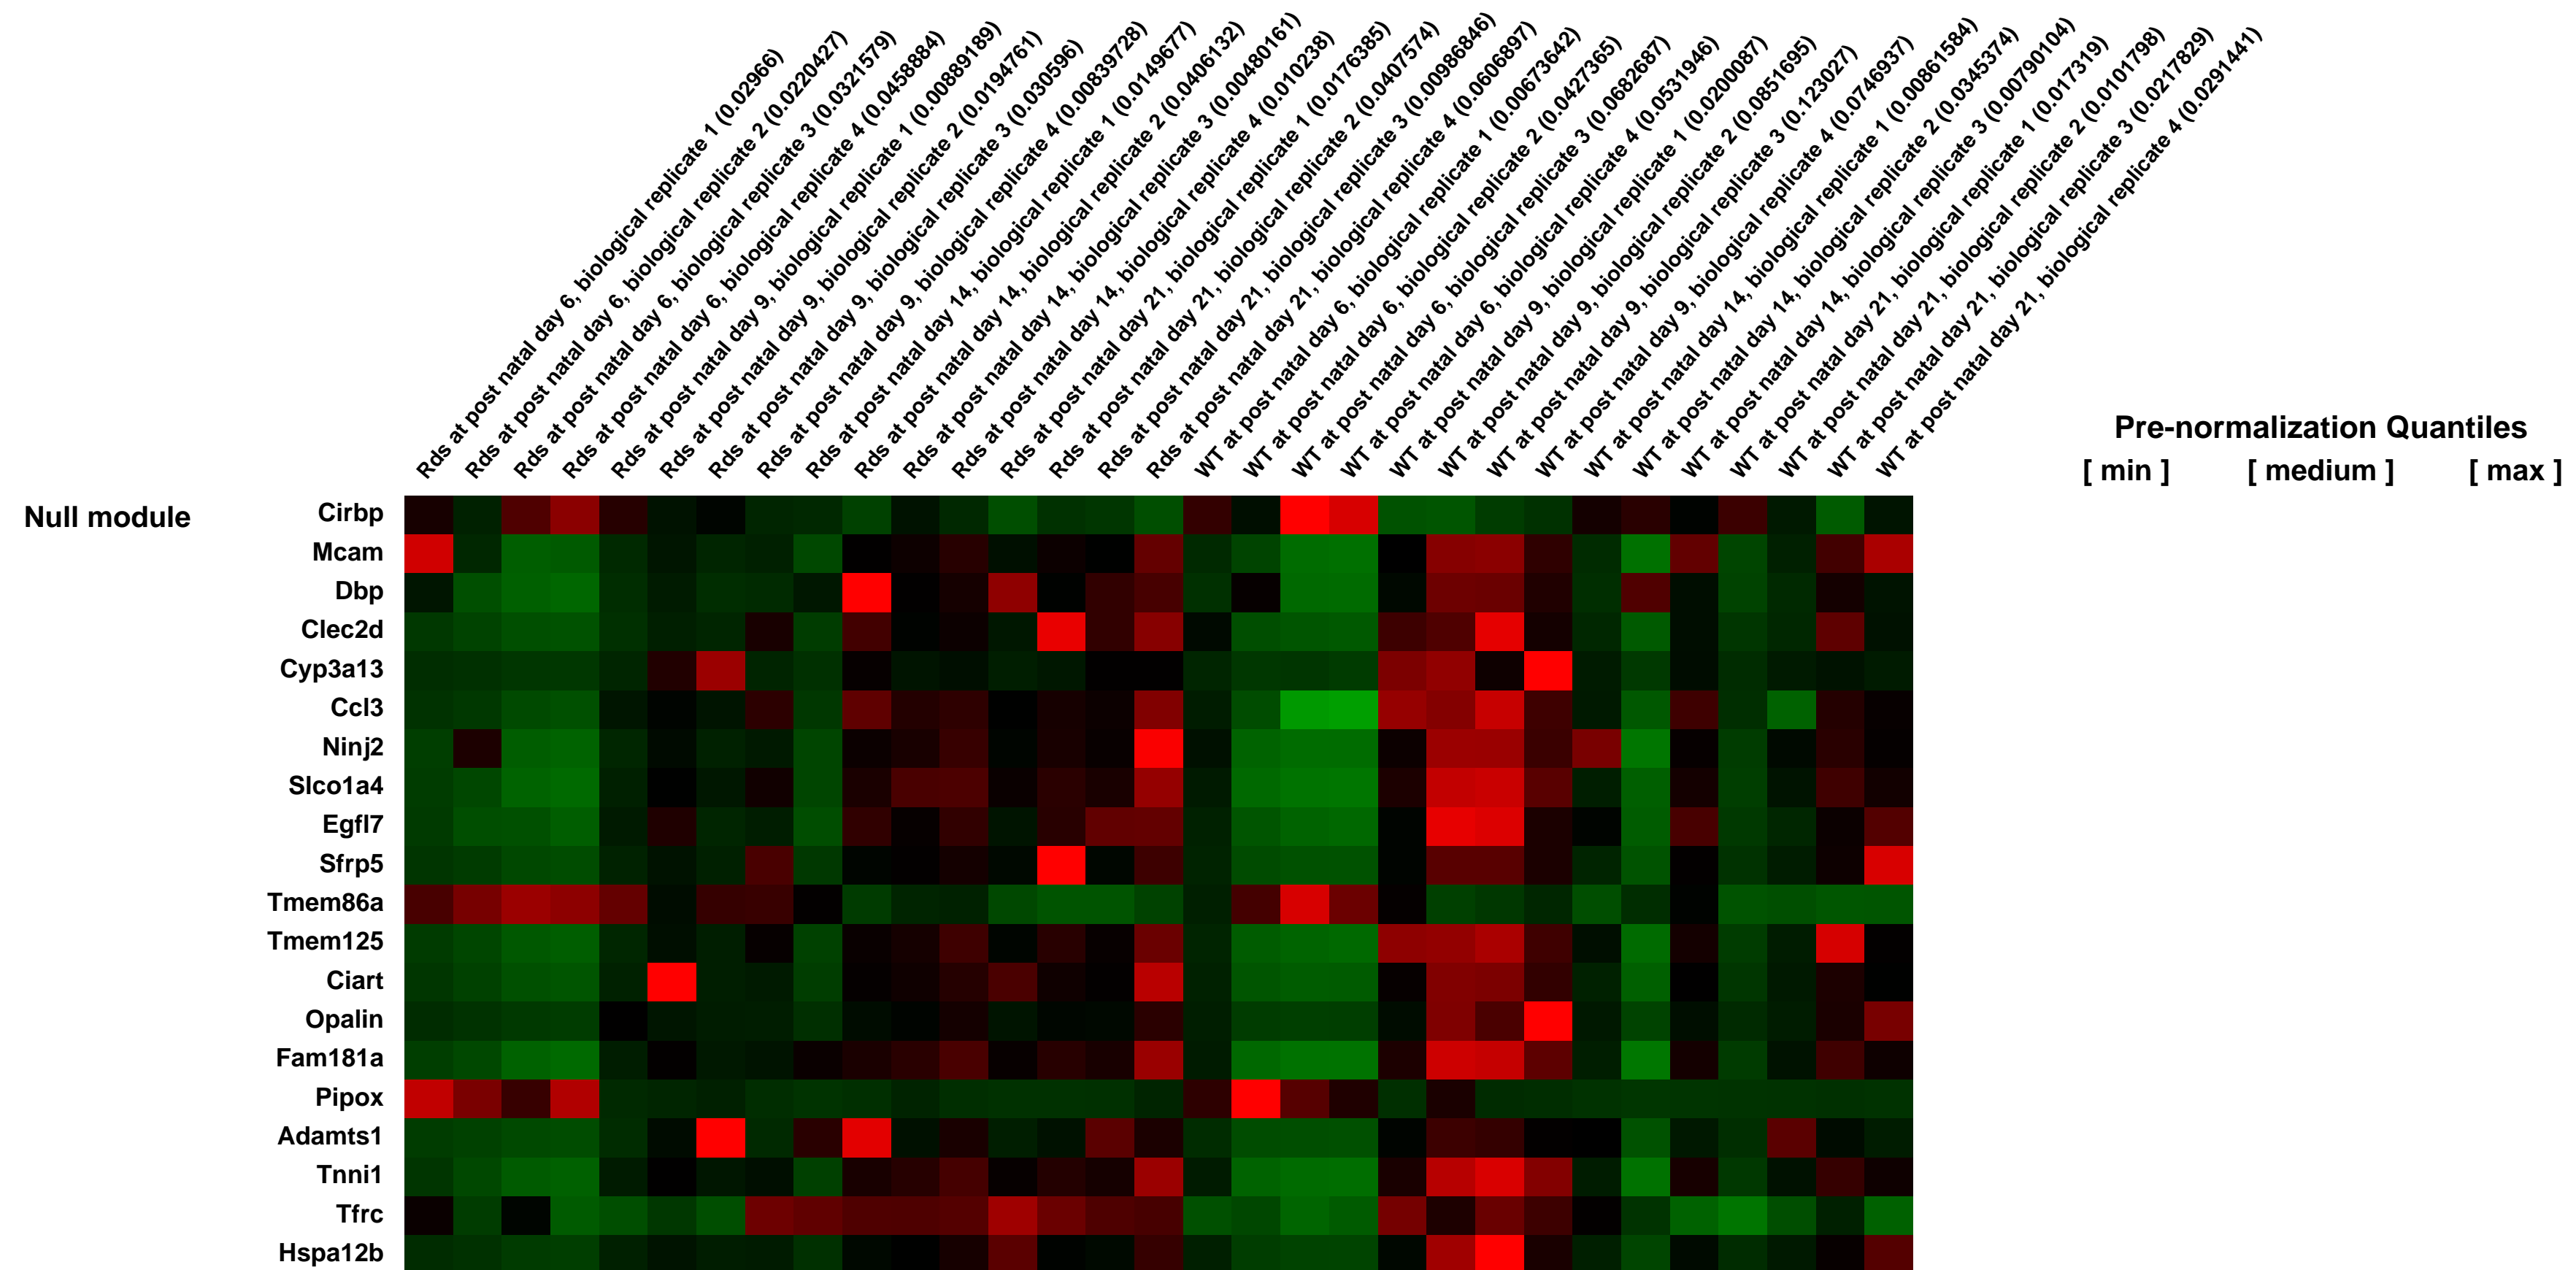 Rds at post natal day 6, biological replicate 1 (0.02966)
Rds at post natal day 6, biological replicate 2 (0.0220427)
Rds at post natal day 6, biological replicate 3 (0.0321579)
Rds at post natal day 6, biological replicate 4 (0.0458884)
Rds at post natal day 9, biological replicate 1 (0.00889189)
Rds at post natal day 9, biological replicate 2 (0.0194761)
Rds at post natal day 9, biological replicate 3 (0.030596)
Rds at post natal day 9, biological replicate 4 (0.00839728)
Rds at post natal day 14, biological replicate 1 (0.0149677)
Rds at post natal day 14, biological replicate 2 (0.0406132)
Rds at post natal day 14, biological replicate 3 (0.00480161)
Rds at post natal day 14, biological replicate 4 (0.010238)
Rds at post natal day 21, biological replicate 1 (0.0176385)
Rds at post natal day 21, biological replicate 2 (0.0407574)
Rds at post natal day 21, biological replicate 3 (0.0096846)
Rds at post natal day 21, biological replicate 4 (0.0606897)
WT at post natal day 6, biological replicate 1 (0.00673642)
WT at post natal day 6, biological replicate 2 (0.0427365)
WT at post natal day 6, biological replicate 3 (0.0682687)
WT at post natal day 6, biological replicate 4 (0.0531946)
WT at post natal day 9, biological replicate 1 (0.0200087)
WT at post natal day 9, biological replicate 2 (0.0851695)
WT at post natal day 9, biological replicate 3 (0.123027)
WT at post natal day 9, biological replicate 4 (0.0746937)
WT at post natal day 14, biological replicate 1 (0.00861584)
WT at post natal day 14, biological replicate 2 (0.0345374)
WT at post natal day 14, biological replicate 3 (0.00790104)
WT at post natal day 21, biological replicate 1 (0.017319)
WT at post natal day 21, biological replicate 2 (0.0101798)
WT at post natal day 21, biological replicate 3 (0.0217829)
WT at post natal day 21, biological replicate 4 (0.0291441)
Pre-normalization Quantiles
[ min ] [ medium ] [ max ]
Null module
Cirbp
Mcam
Dbp
Clec2d
Cyp3a13
Ccl3
Ninj2
Slco1a4
Egfl7
Sfrp5
Tmem86a
Tmem125
Ciart
Opalin
Fam181a
Pipox
Adamts1
Tnni1
Tfrc
Hspa12b